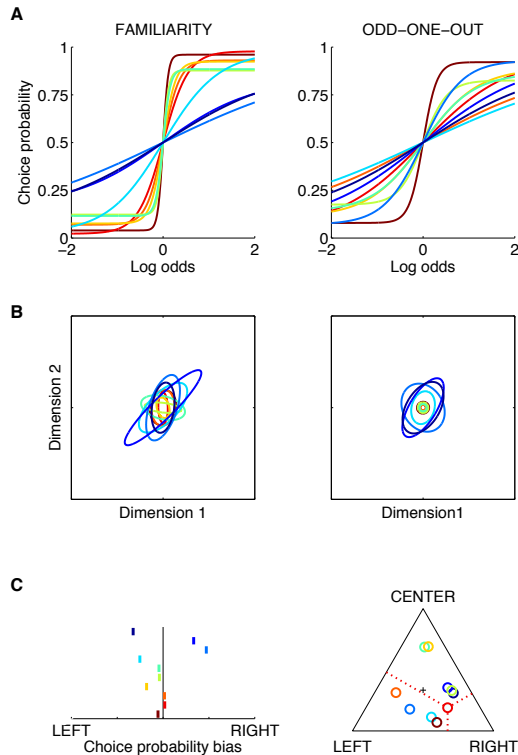 A
FAMILIARITY
ODD−ONE−OUT
Choice probability
1
0.75
0.5
0.25
0
−2
0
2
Log odds
1
0.75
0.5
0.25
0
−2
0
2
Log odds
B
Dimension 2
Dimension 1
Dimension1
C
LEFT
RIGHT
Choice probability bias
CENTER
LEFT
RIGHT